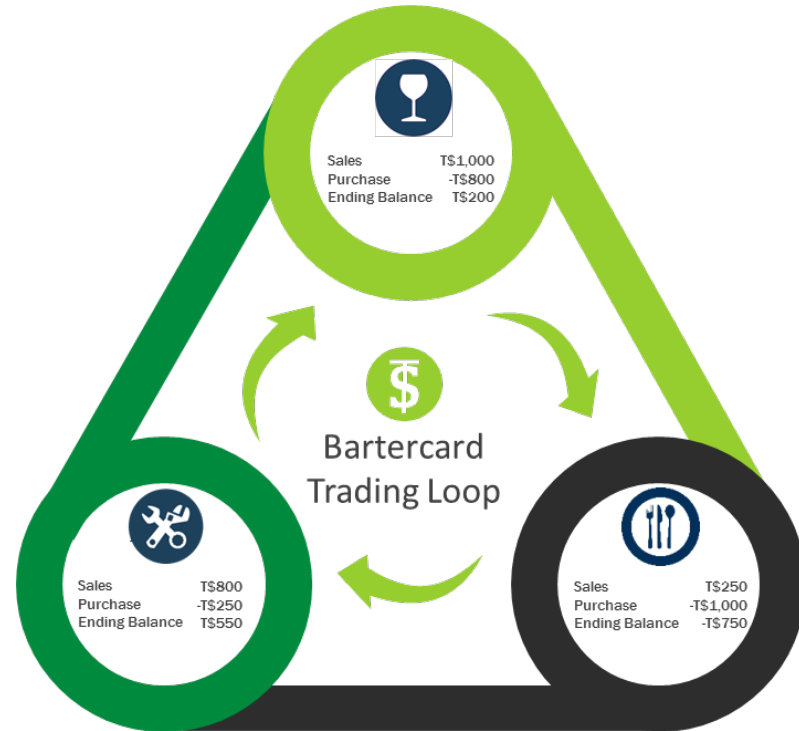 Sales T$1,000
Purchase -T$800
Ending Balance T$200
Bartercard
Trading Loop
Sales T$800
Purchase -T$250
Ending Balance T$550
Sales T$250
Purchase -T$1,000
Ending Balance -T$750